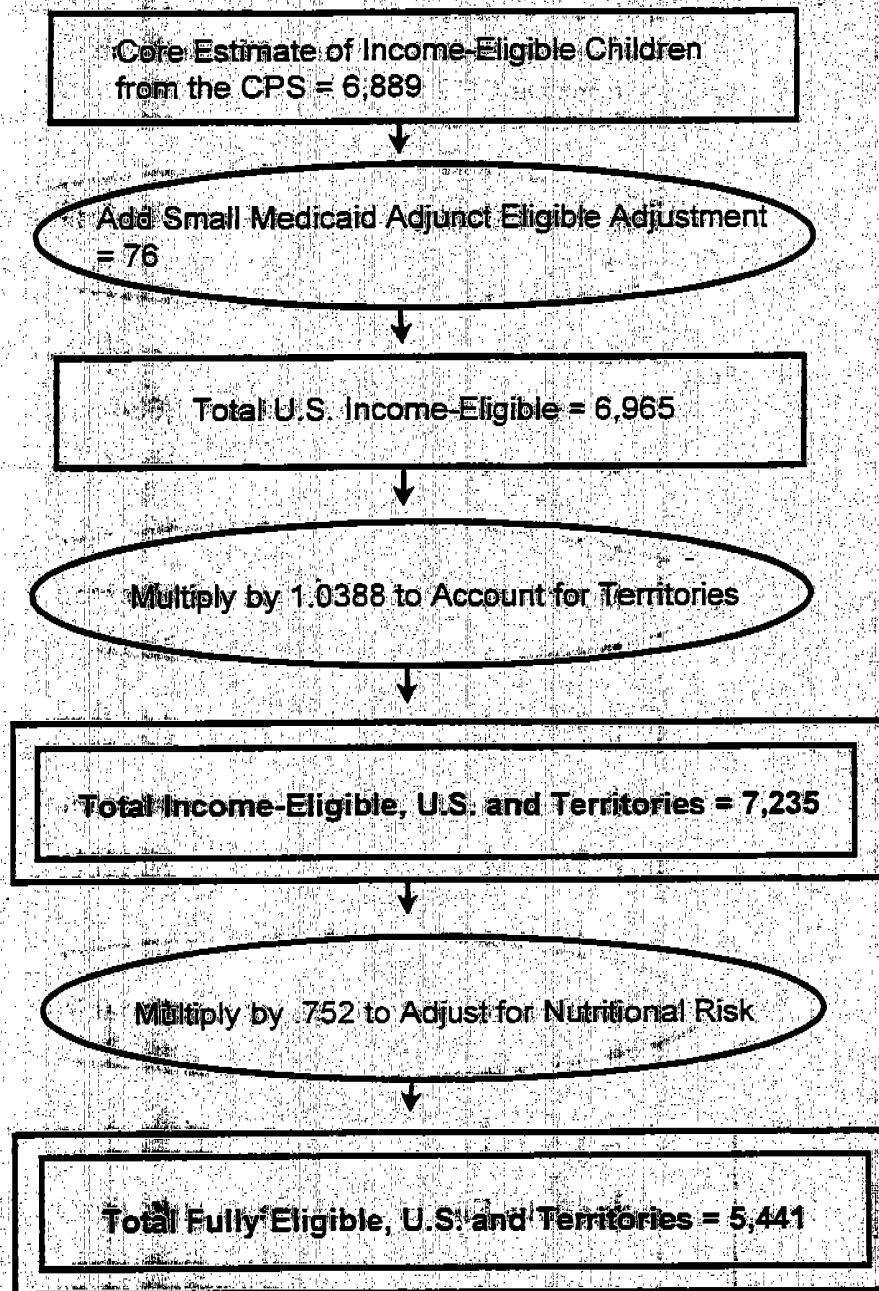 Core Estimate of Income-Eligible Children
from the CPS = 6,889
Add Small Medicaid Adjunct Eligible Adjustment
= 76
Total U.S. Income-Eligible = 6,965
Multiply by 1.0388 to Account for Territories
Total Income-Eligible, U.S. and Territories = 7,235
Multiply by .752 to Adjust for Nutritional Risk
Total Fully Eligible, U.S. and Territories = 5,441